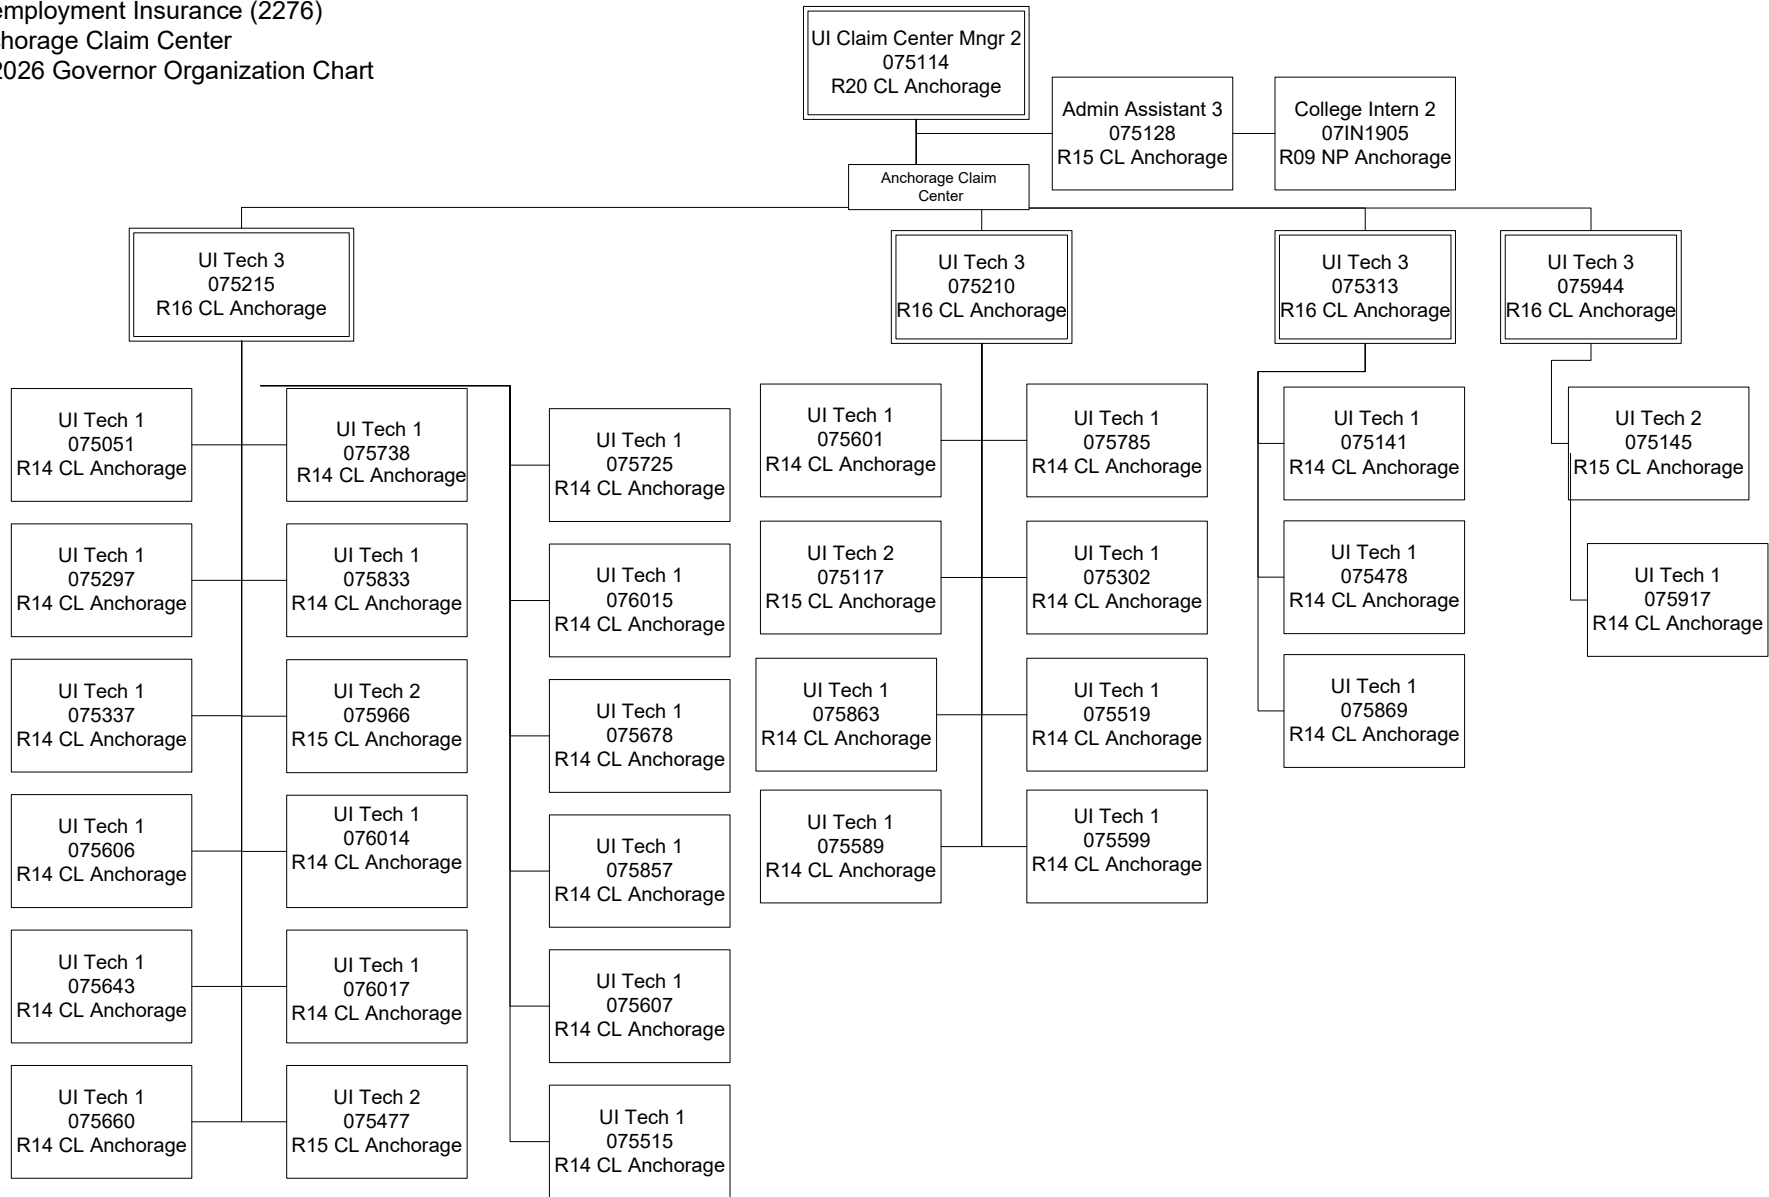 employment Insurance (2276)
horage Claim Center
2026 Governor Organization Chart
UI Claim Center Mngr 2
075114
R20 CL Anchorage
Admin Assistant 3
075128
R15 CL Anchorage
College Intern 2
07IN1905
R09 NP Anchorage
Anchorage Claim
Center
UI Tech 3
075215
R16 CL Anchorage
UI Tech 3
075210
R16 CL Anchorage
UI Tech 3
075313
R16 CL Anchorage
UI Tech 3
075944
R16 CL Anchorage
UI Tech 1
075051
R14 CL Anchorage
UI Tech 1
075297
R14 CL Anchorage
UI Tech 1
075337
R14 CL Anchorage
UI Tech 1
075606
R14 CL Anchorage
UI Tech 1
075643
R14 CL Anchorage
UI Tech 1
075660
R14 CL Anchorage
UI Tech 1
075738
R14 CL Anchorage
UI Tech 1
075833
R14 CL Anchorage
UI Tech 2
075966
R15 CL Anchorage
UI Tech 1
076014
R14 CL Anchorage
UI Tech 1
076017
R14 CL Anchorage
UI Tech 2
075477
R15 CL Anchorage
UI Tech 1
075725
R14 CL Anchorage
UI Tech 1
076015
R14 CL Anchorage
UI Tech 1
075678
R14 CL Anchorage
UI Tech 1
075857
R14 CL Anchorage
UI Tech 1
075607
R14 CL Anchorage
UI Tech 1
075515
R14 CL Anchorage
UI Tech 1
075601
R14 CL Anchorage
UI Tech 2
075117
R15 CL Anchorage
UI Tech 1
075863
R14 CL Anchorage
UI Tech 1
075589
R14 CL Anchorage
UI Tech 1
075785
R14 CL Anchorage
UI Tech 1
075302
R14 CL Anchorage
UI Tech 1
075519
R14 CL Anchorage
UI Tech 1
075599
R14 CL Anchorage
UI Tech 1
075141
R14 CL Anchorage
UI Tech 1
075478
R14 CL Anchorage
UI Tech 1
075869
R14 CL Anchorage
UI Tech 2
075145
R15 CL Anchorage
UI Tech 1
075917
R14 CL Anchorage